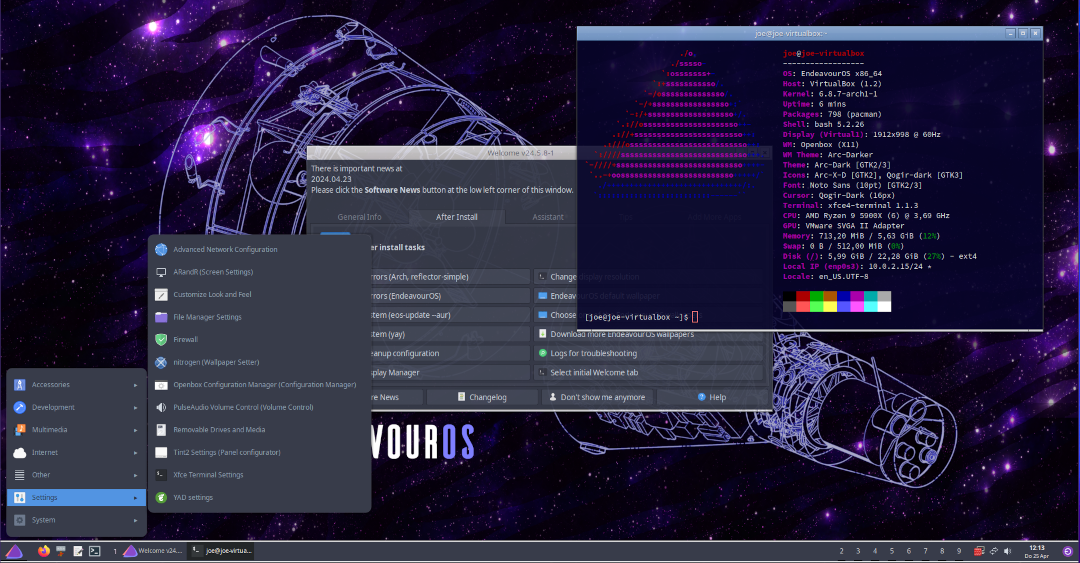 joe@joe-virtualbox:~
joe@joe-virtualbox
------------------
OS: EndeavourOS x86_64
Host: VirtualBox (1.2)
Kernel: 6.8.7-arch1-1
Uptime: 6 mins
Packages: 798 (pacman)
Shell: bash 5.2.26
Display (Virtual1): 1912x998 @ 60Hz
WM: Openbox (X11)
WM Theme: Arc-Darker
Theme: Arc-Dark [GTK2/3]
Icons: Arc-X-D [GTK2], Qogir-dark [GTK3]
Font: Noto Sans (10pt) [GTK2/3]
Cursor: Qogir-Dark (16px)
Terminal: xfce4-terminal 1.1.3
CPU: AMD Ryzen 9 5900X (6) @ 3,69 GHz
GPU: VMware SVGA II Adapter
Memory: 713,20 MiB / 5,63 GiB (12%)
Swap: 0 B / 512,00 MiB (0%)
Disk (/): 5,99 GiB / 22,28 GiB (27%) - ext4
Local IP (enp0s3): 10.0.2.15/24 *
Locale: en_US.UTF-8
[joe@joe-virtualbox ~]$
Welcome v24.5.8-1
There is important news at
2024.04.23
Please click the Software News button at the low left corner of this window.
General Info
After Install
Assistant
er install tasks
rrors (Arch, reflector-simple)
Change display resolution
rrors (EndeavourOS)
EndeavourOS default wallpaper
stem (eos-update --aur)
Choose
stem (yay)
Download more EndeavourOS wallpapers
eanup configuration
Logs for troubleshooting
splay Manager
Select initial Welcome tab
re News
Changelog
Don't show me anymore
Help
Advanced Network Configuration
ARandR (Screen Settings)
Customize Look and Feel
File Manager Settings
Firewall
nitrogen (Wallpaper Setter)
Openbox Configuration Manager (Configuration Manager)
PulseAudio Volume Control (Volume Control)
Removable Drives and Media
Tint2 Settings (Panel configurator)
Xfce Terminal Settings
YAD settings
Accessories
Development
Multimedia
Internet
Other
Settings
System
VOUROS
1
Welcome v24....
joe@joe-virtua...
2 3 4 5 6 7 8 9
12:13
Do 25 Apr